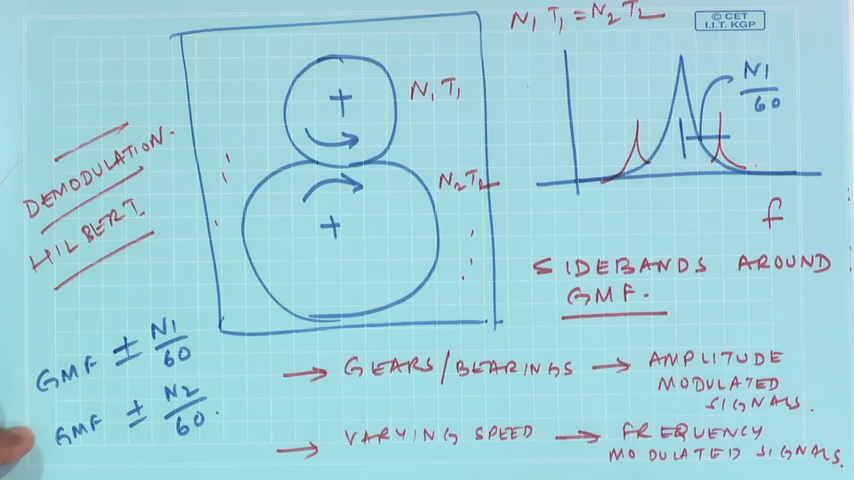 N1 T1 = N2 T2
© CET
I.I.T. KGP
N1 T1
N2 T2
N1/60
f
DEMODULATION.
HILBERT.
SIDEBANDS AROUND
GMF.
GMF ± N1/60
GMF ± N2/60.
→ GEARS/BEARINGS → AMPLITUDE
MODULATED
SIGNALS.
→ VARYING SPEED → FREQUENCY
MODULATED SIGNALS.